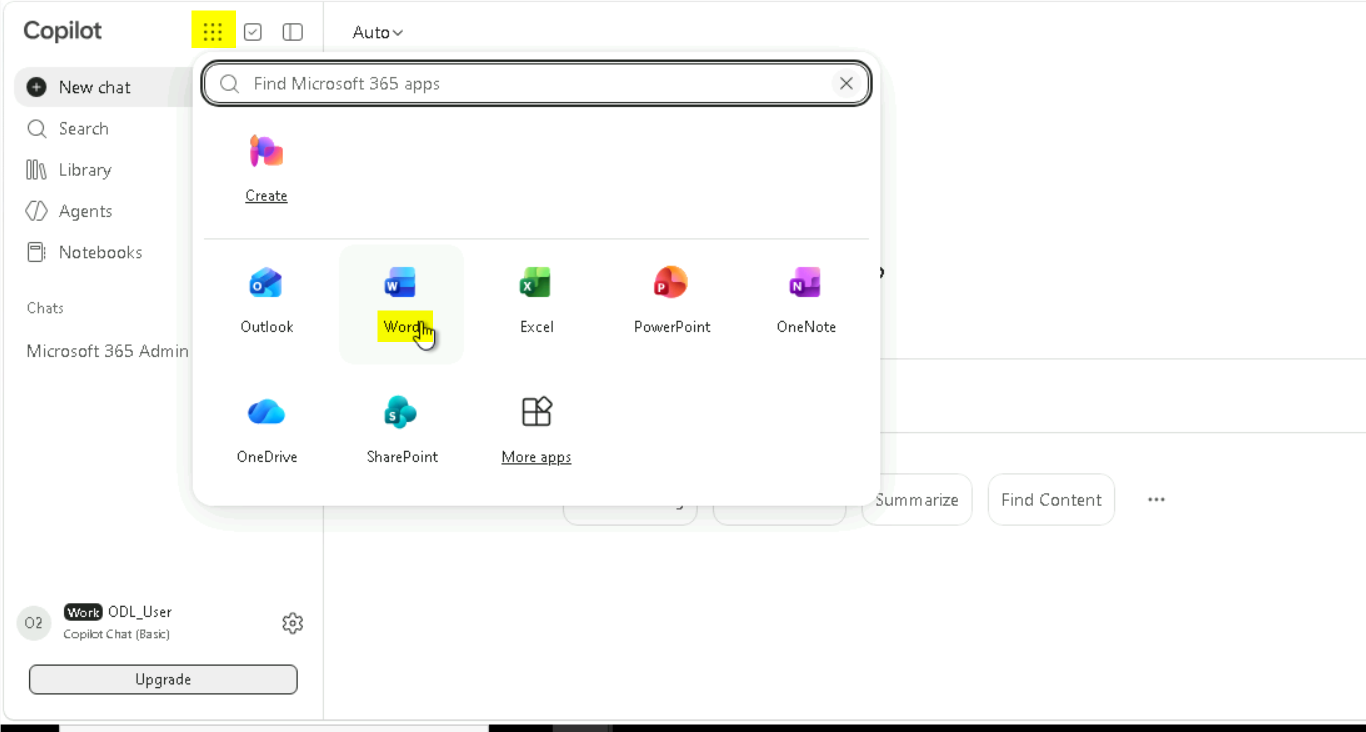 Copilot
Auto
New chat
Search
Library
Agents
Notebooks
Chats
Microsoft 365 Admin
O2
Work ODL_User
Copilot Chat (Basic)
Upgrade
Find Microsoft 365 apps
Create
Outlook
Word
Excel
PowerPoint
OneNote
OneDrive
SharePoint
More apps
Summarize
Find Content